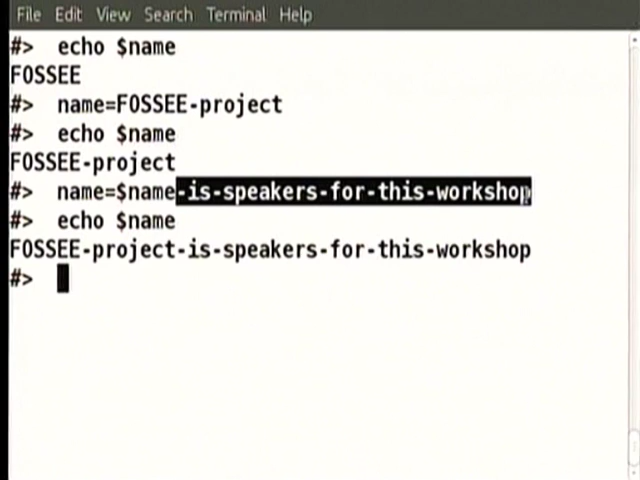 File Edit View Search Terminal Help
#> echo $name
FOSSEE
#> name=FOSSEE-project
#> echo $name
FOSSEE-project
#> name=$name-is-speakers-for-this-workshop
#> echo $name
FOSSEE-project-is-speakers-for-this-workshop
#>